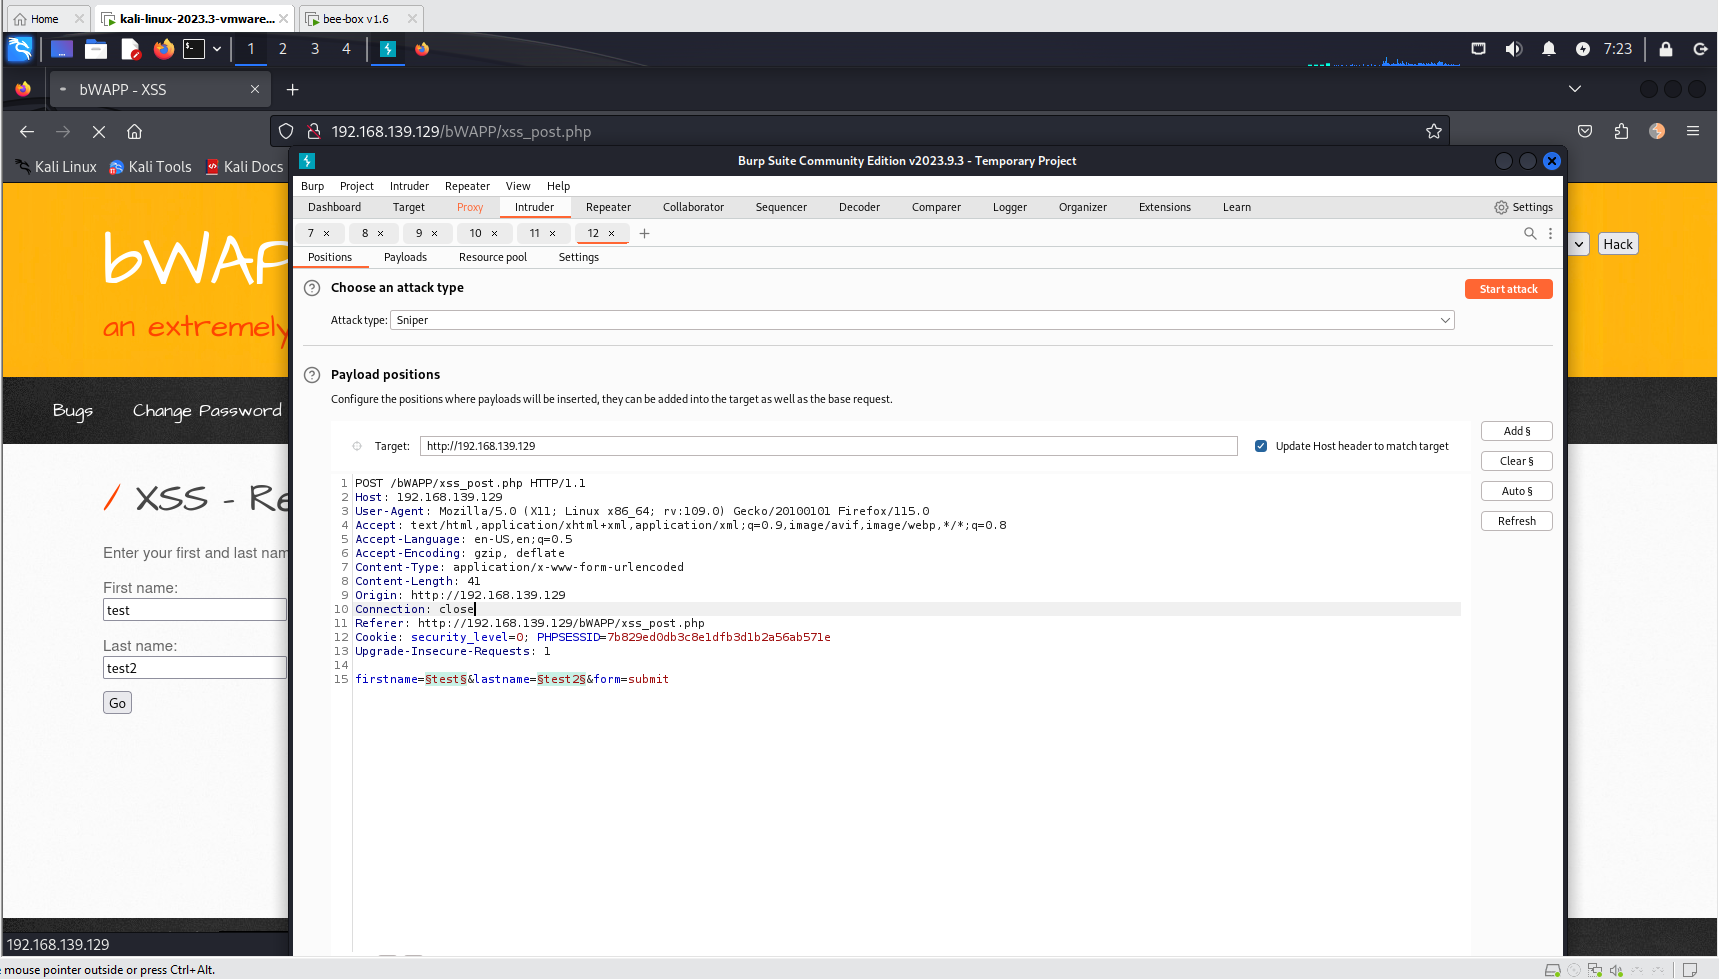 Home
kali-linux-2023.3-vmware...
bee-box v1.6
1 2 3 4
7:23
bWAPP - XSS
192.168.139.129/bWAPP/xss_post.php
Kali Linux Kali Tools Kali Docs
Burp Suite Community Edition v2023.9.3 - Temporary Project
Burp Project Intruder Repeater View Help
Dashboard Target Proxy Intruder Repeater Collaborator Sequencer Decoder Comparer Logger Organizer Extensions Learn Settings
7 × 8 × 9 × 10 × 11 × 12 × +
Hack
Positions Payloads Resource pool Settings
bWAP
an extremely
Bugs Change Password
/ XSS - Re
Enter your first and last nam
First name:
test
Last name:
test2
Go
Choose an attack type
Start attack
Attack type: Sniper
Payload positions
Configure the positions where payloads will be inserted, they can be added into the target as well as the base request.
Target: http://192.168.139.129
Update Host header to match target
Add §
Clear §
Auto §
Refresh
1 POST /bWAPP/xss_post.php HTTP/1.1
2 Host: 192.168.139.129
3 User-Agent: Mozilla/5.0 (X11; Linux x86_64; rv:109.0) Gecko/20100101 Firefox/115.0
4 Accept: text/html,application/xhtml+xml,application/xml;q=0.9,image/avif,image/webp,*/*;q=0.8
5 Accept-Language: en-US,en;q=0.5
6 Accept-Encoding: gzip, deflate
7 Content-Type: application/x-www-form-urlencoded
8 Content-Length: 41
9 Origin: http://192.168.139.129
10 Connection: close
11 Referer: http://192.168.139.129/bWAPP/xss_post.php
12 Cookie: security_level=0; PHPSESSID=7b829ed0db3c8e1dfb3d1b2a56ab571e
13 Upgrade-Insecure-Requests: 1
14
15 firstname=§test§&lastname=§test2§&form=submit
192.168.139.129
mouse pointer outside or press Ctrl+Alt.